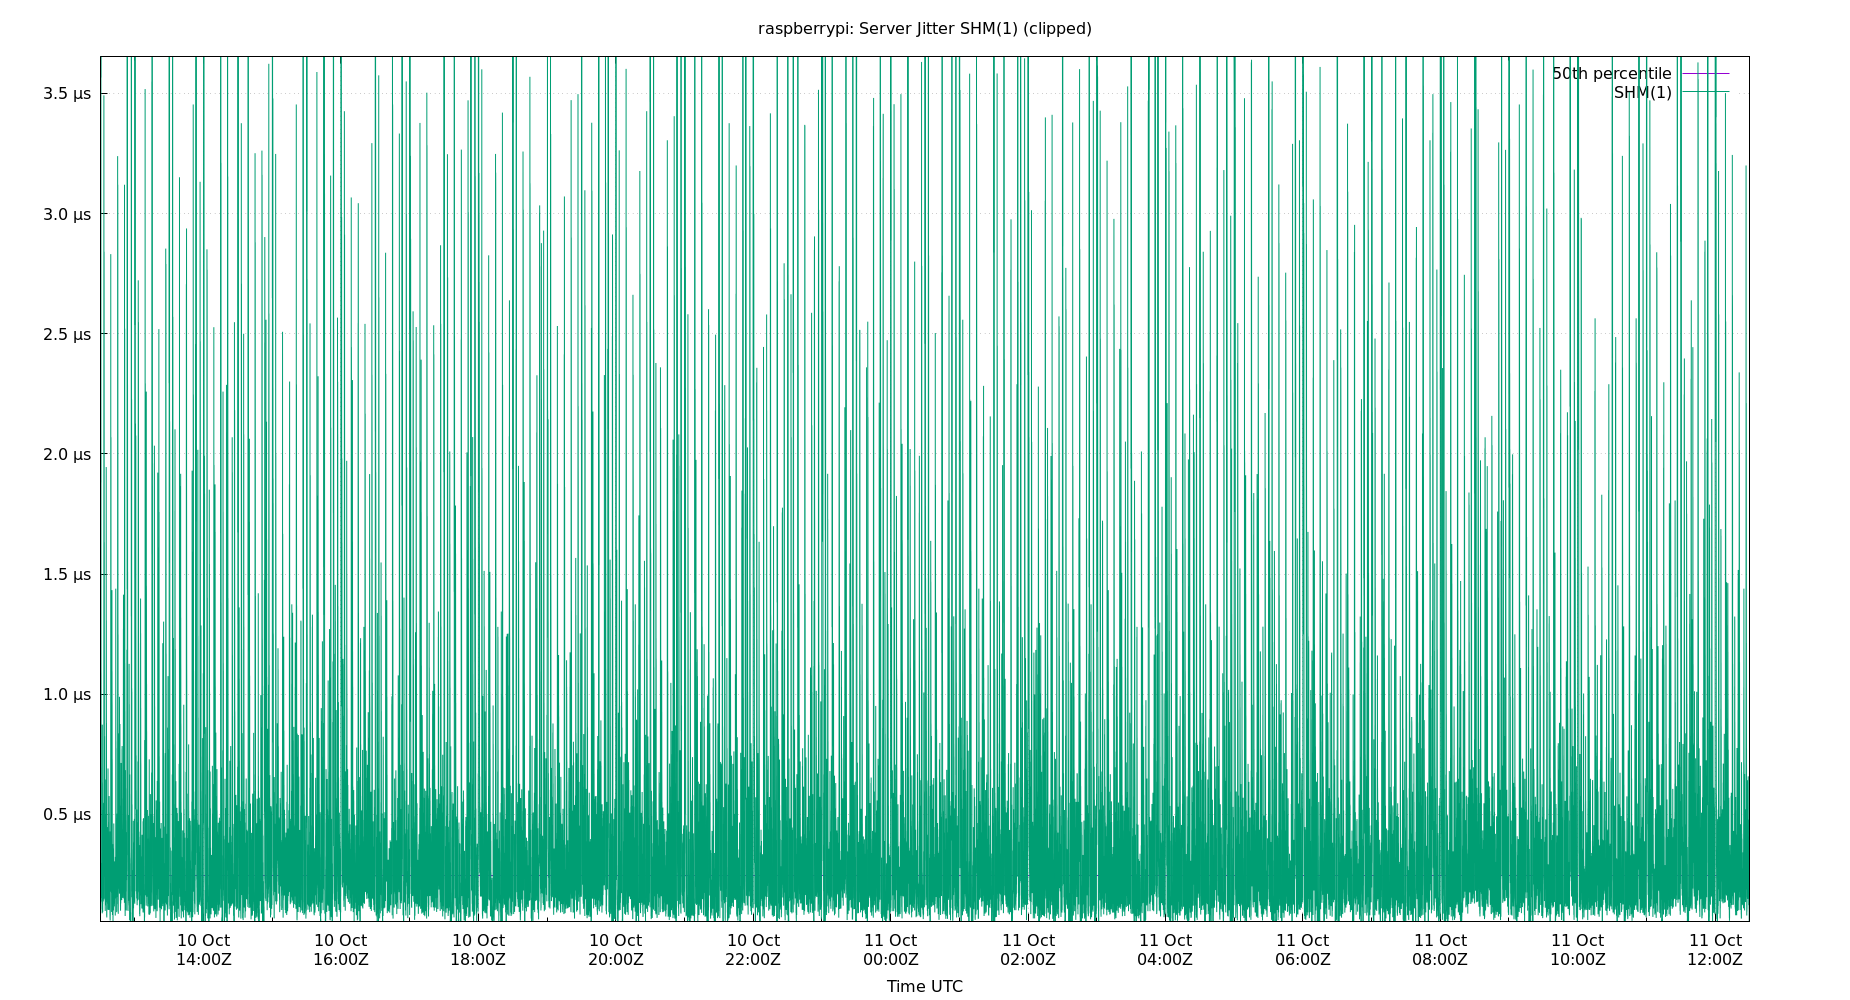 raspberrypi: Server Jitter SHM(1) (clipped)
50th percentile
SHM(1)
3.5 µs
3.0 µs
2.5 µs
2.0 µs
1.5 µs
1.0 µs
0.5 µs
10 Oct 10 Oct 10 Oct 10 Oct 10 Oct 11 Oct 11 Oct 11 Oct 11 Oct 11 Oct 11 Oct 11 Oct
14:00Z 16:00Z 18:00Z 20:00Z 22:00Z 00:00Z 02:00Z 04:00Z 06:00Z 08:00Z 10:00Z 12:00Z
Time UTC